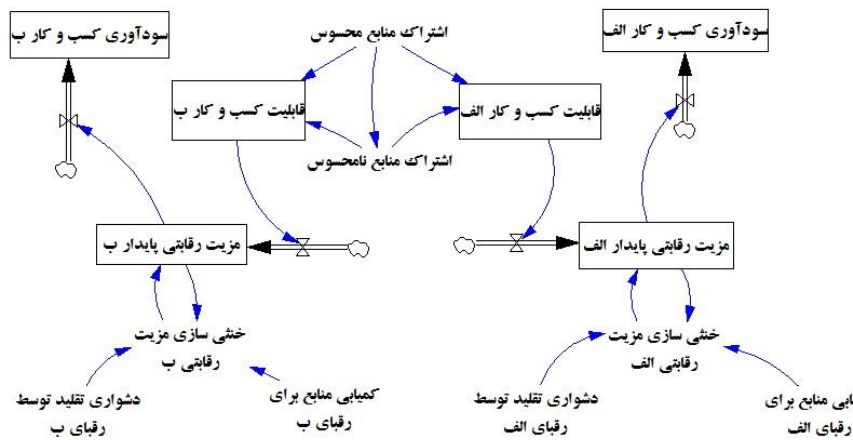 اشتراک منابع محسوس
سودآوری کسب و کار الف
سودآوری کسب و کار ب
قابلیت کسب و کار الف
قابلیت کسب و کار ب
اشتراک منابع نامحسوس
مزیت رقابتی پایدار الف
مزیت رقابتی پایدار ب
خنثی سازی مزیت
رقابتی الف
خنثی سازی مزیت
رقابتی ب
منابع برای
رقبای الف
دشواری تقلید توسط
رقبای الف
کمیابی منابع برای
رقبای ب
دشواری تقلید توسط
رقبای ب